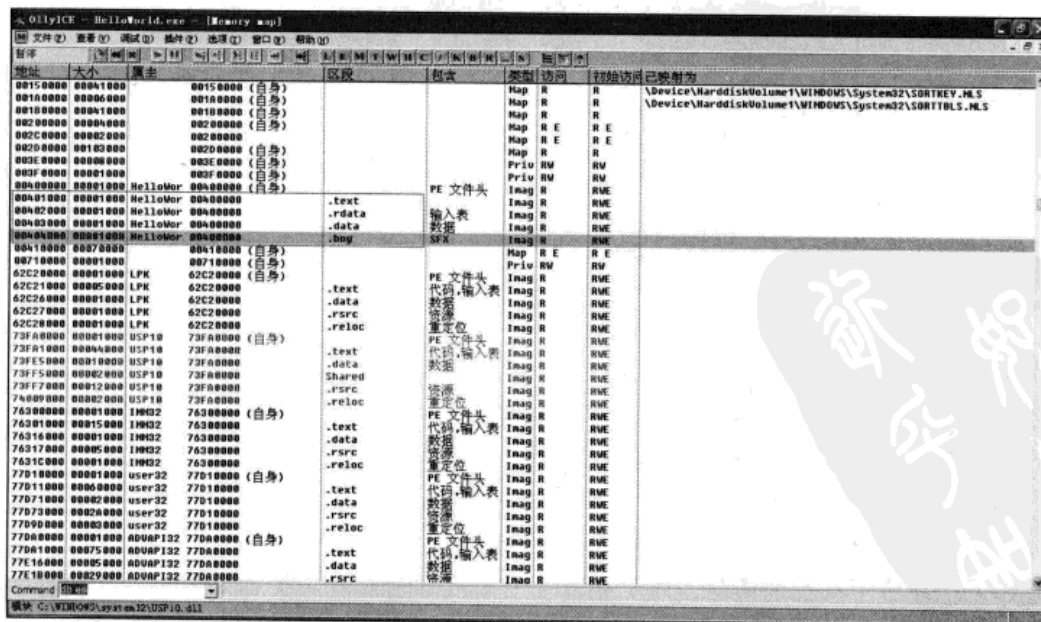 OllyICE - HelloWorld.exe - [Memory map]
文件(F) 查看(V) 调试(D) 插件(P) 选项(T) 窗口(W) 帮助(H)
暂停 L E M T W H C / K B R ... S
地址 大小 属主 区段 包含 类型 访问 初始访问 已映射为
00150000 00041000 00150000 (自身) Map R R \Device\HarddiskVolume1\WINDOWS\System32\SORTKEY.NLS
001A0000 00006000 001A0000 (自身) Map R R \Device\HarddiskVolume1\WINDOWS\System32\SORTTBLS.NLS
001B0000 00041000 001B0000 (自身) Map R R
00200000 00004000 00200000 (自身) Map R E R E
002C0000 00002000 00200000 Map R E R E
002D0000 00103000 002D0000 (自身) Map R R
003E0000 00008000 003E0000 (自身) Priv RW RW
003F0000 00001000 003F0000 (自身) Priv RW RW
00400000 00001000 HelloWor 00400000 (自身) PE 文件头 Imag R RWE
00401000 00001000 HelloWor 00400000 .text Imag R RWE
00402000 00001000 HelloWor 00400000 .rdata 输入表 Imag R RWE
00403000 00001000 HelloWor 00400000 .data 数据 Imag R RWE
00404000 00001000 HelloWor 00400000 SFX Imag R RWE
00410000 00070000 00410000 (自身) Map R E R E
00710000 00001000 00710000 (自身) Priv RW RW
62C20000 00001000 LPK 62C20000 (自身) PE 文件头 Imag R RWE
62C21000 00005000 LPK 62C20000 .text 代码,输入表 Imag R RWE
62C26000 00001000 LPK 62C20000 .data 数据 Imag R RWE
62C27000 00001000 LPK 62C20000 .rsrc 资源 Imag R RWE
62C28000 00001000 LPK 62C20000 .reloc 重定位 Imag R RWE
73FA0000 00001000 USP10 73FA0000 (自身) PE 文件头 Imag R RWE
73FA1000 00044000 USP10 73FA0000 .text 代码,输入表 Imag R RWE
73FE5000 00010000 USP10 73FA0000 .data 数据 Imag R RWE
73FF5000 00002000 USP10 73FA0000 Shared Imag R RWE
73FF7000 00012000 USP10 73FA0000 .rsrc 资源 Imag R RWE
74009000 00002000 USP10 73FA0000 .reloc 重定位 Imag R RWE
76300000 00001000 IMM32 76300000 (自身) PE 文件头 Imag R RWE
76301000 00015000 IMM32 76300000 .text 代码,输入表 Imag R RWE
76316000 00001000 IMM32 76300000 .data 数据 Imag R RWE
76317000 00005000 IMM32 76300000 .rsrc 资源 Imag R RWE
7631C000 00001000 IMM32 76300000 .reloc 重定位 Imag R RWE
77D10000 00001000 user32 77D10000 (自身) PE 文件头 Imag R RWE
77D11000 00060000 user32 77D10000 .text 代码,输入表 Imag R RWE
77D71000 00002000 user32 77D10000 .data 数据 Imag R RWE
77D73000 0002A000 user32 77D10000 .rsrc 资源 Imag R RWE
77D9D000 00003000 user32 77D10000 .reloc 重定位 Imag R RWE
77DA0000 00001000 ADVAPI32 77DA0000 (自身) PE 文件头 Imag R RWE
77DA1000 00075000 ADVAPI32 77DA0000 .text 代码,输入表 Imag R RWE
77E16000 00005000 ADVAPI32 77DA0000 .data 数据 Imag R RWE
77E1B000 00029000 ADVAPI32 77DA0000 .rsrc 资源 Imag R RWE
Command
模块 C:\WINDOWS\system32\USP10.dll